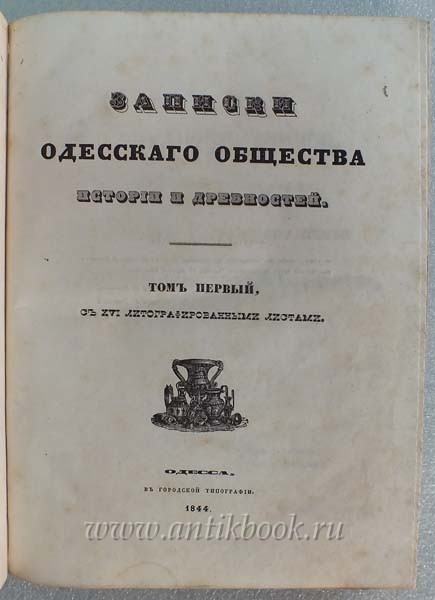 ЗАПИСКИ
ОДЕССКАГО ОБЩЕСТВА
ИСТОРІИ И ДРЕВНОСТЕЙ.
ТОМЪ ПЕРВЫЙ,
СЪ XVI ЛИТОГРАФИРОВАННЫМИ ЛИСТАМИ.
ОДЕССА,
ВЪ ГОРОДСКОЙ ТИПОГРАФІИ.
1844.
www.antikbook.ru